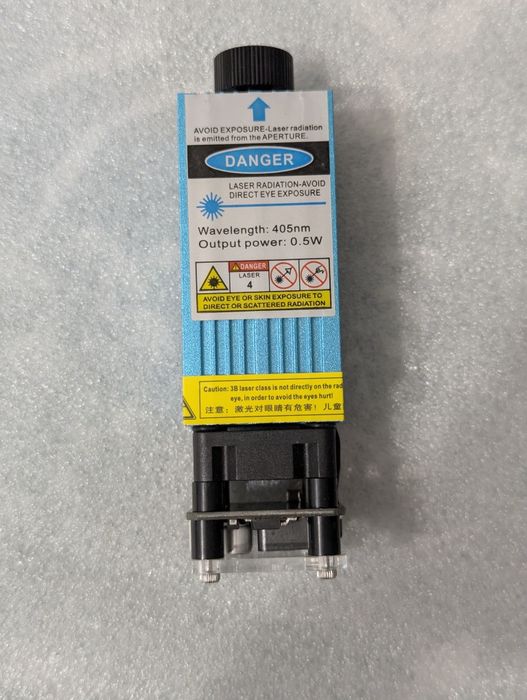 AVOID EXPOSURE-Laser radiation
is emitted from the APERTURE.
DANGER
LASER RADIATION-AVOID
DIRECT EYE EXPOSURE
Wavelength: 405nm
Output power: 0.5W
DANGER
LASER
4
AVOID EYE OR SKIN EXPOSURE TO
DIRECT OR SCATTERED RADIATION
Caution: 3B laser class is not directly on the rad
eye, in order to avoid the eyes hurt!
注意：激光对眼睛有危害！儿童